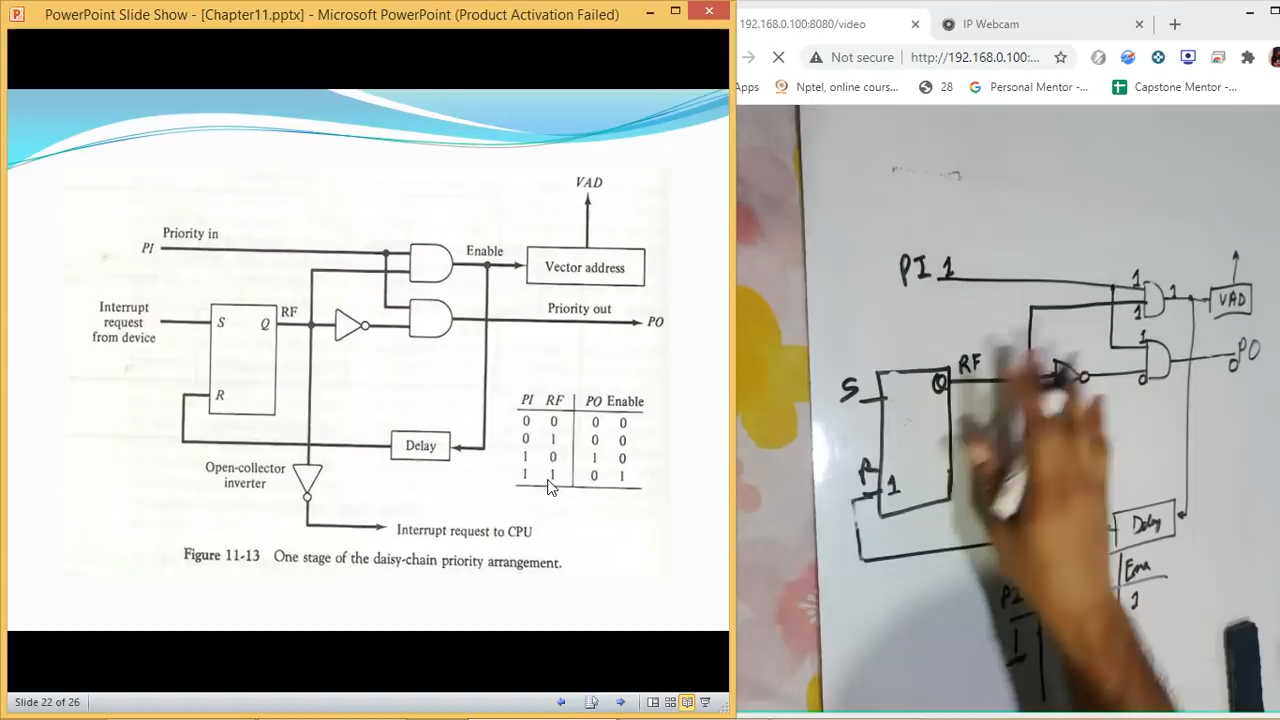 PowerPoint Slide Show - [Chapter11.pptx] - Microsoft PowerPoint (Product Activation Failed)
VAD
Priority in
PI
Enable
Vector address
Interrupt
request
from device
S
Q
RF
Priority out
PO
R
Delay
PI RF PO Enable
0 0 0 0
0 1 0 0
1 0 1 0
1 1 0 1
Open-collector
inverter
Interrupt request to CPU
Figure 11-13 One stage of the daisy-chain priority arrangement.
Slide 22 of 26
192.168.0.100:8080/video
IP Webcam
Not secure
http://192.168.0.100:...
Apps
Nptel, online cours...
28
Personal Mentor -...
Capstone Mentor -...
PI 1
1
1
1
VAD
1
PO
0
0
S
Q
RF
R
1
Delay
Ena
1